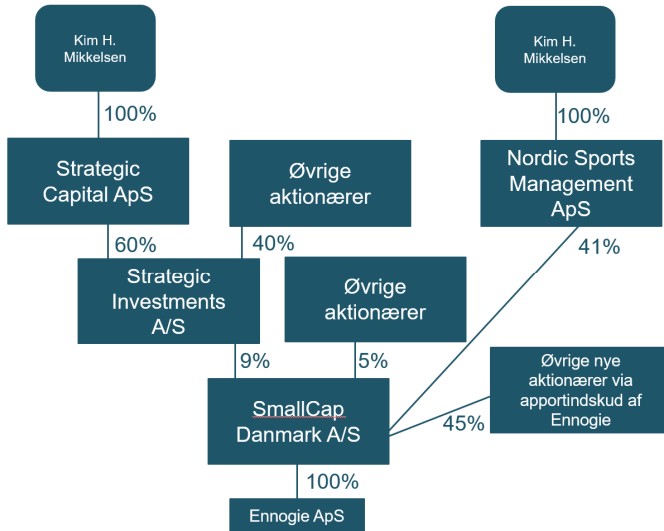 Kim H.
Mikkelsen
Kim H.
Mikkelsen
100%
100%
Strategic
Capital ApS
Øvrige
aktionærer
Nordic Sports
Management
ApS
60%
40%
41%
Strategic
Investments
A/S
Øvrige
aktionærer
9%
5%
Øvrige nye
aktionærer via
apportindskud af
Ennogie
SmallCap
Danmark A/S
45%
100%
Ennogie ApS